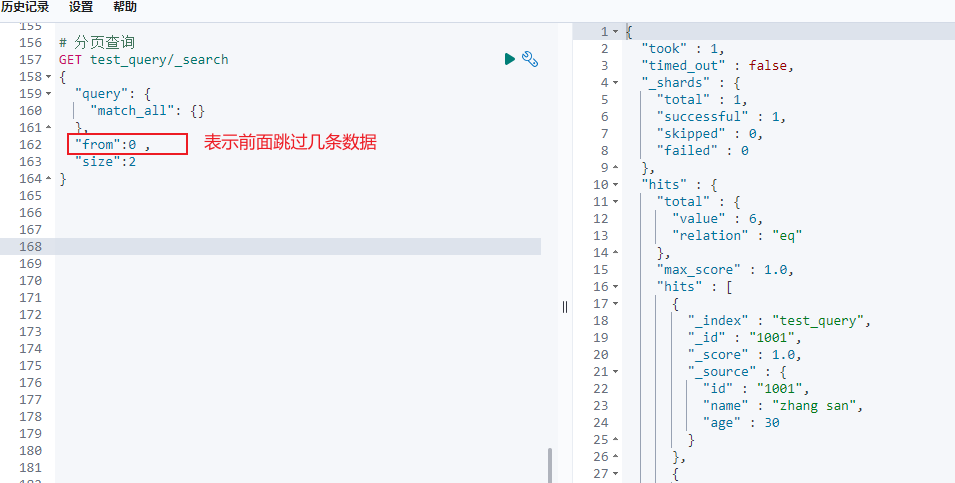 历史记录 设置 帮助
155
156 # 分页查询
157 GET test_query/_search
158 {
159 "query": {
160 "match_all": {}
161 },
162 "from":0 , 表示前面跳过几条数据
163 "size":2
164 }
165
166
167
168
169
170
171
172
173
174
175
176
177
178
179
180
181
182
1 {
2 "took" : 1,
3 "timed_out" : false,
4 "_shards" : {
5 "total" : 1,
6 "successful" : 1,
7 "skipped" : 0,
8 "failed" : 0
9 },
10 "hits" : {
11 "total" : {
12 "value" : 6,
13 "relation" : "eq"
14 },
15 "max_score" : 1.0,
16 "hits" : [
17 {
18 "_index" : "test_query",
19 "_id" : "1001",
20 "_score" : 1.0,
21 "_source" : {
22 "id" : "1001",
23 "name" : "zhang san",
24 "age" : 30
25 }
26 },
27 {